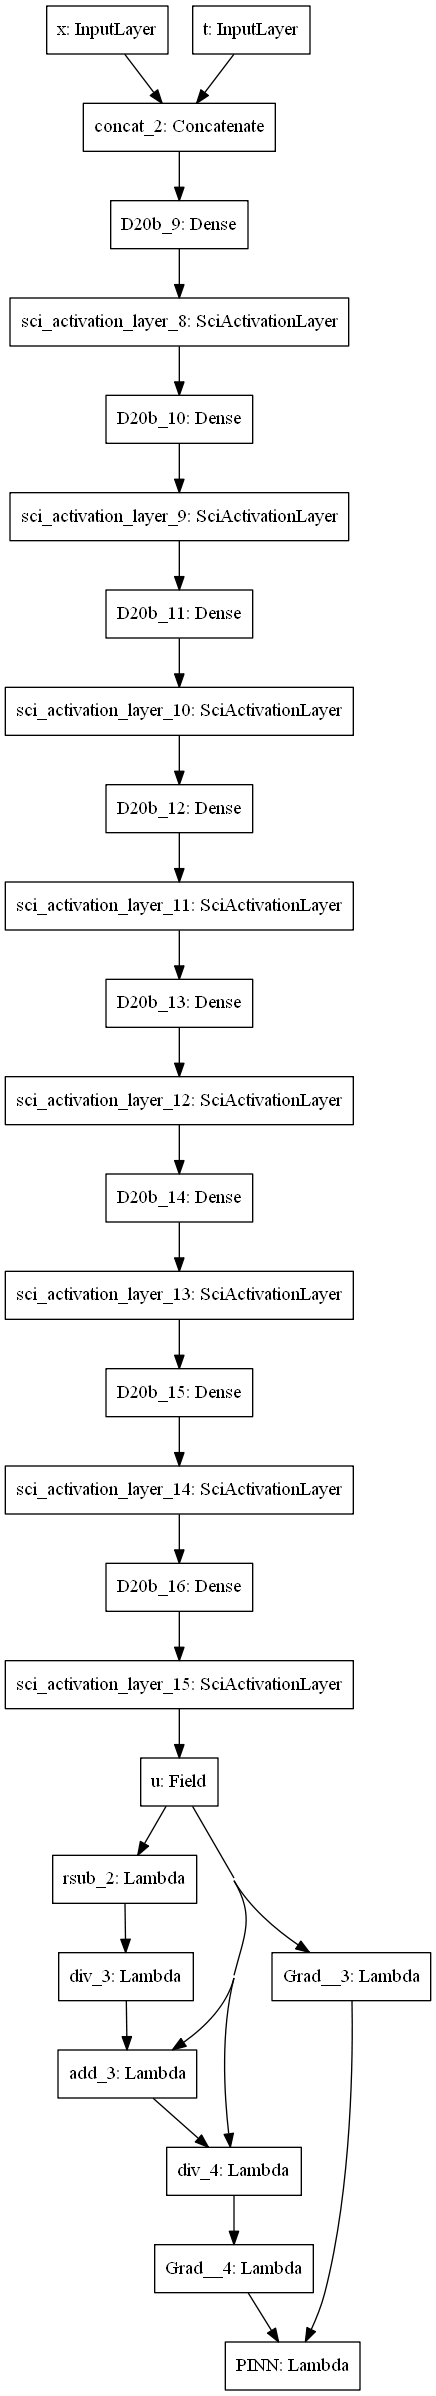 x: InputLayer
t: InputLayer
concat_2: Concatenate
D20b_9: Dense
sci_activation_layer_8: SciActivationLayer
D20b_10: Dense
sci_activation_layer_9: SciActivationLayer
D20b_11: Dense
sci_activation_layer_10: SciActivationLayer
D20b_12: Dense
sci_activation_layer_11: SciActivationLayer
D20b_13: Dense
sci_activation_layer_12: SciActivationLayer
D20b_14: Dense
sci_activation_layer_13: SciActivationLayer
D20b_15: Dense
sci_activation_layer_14: SciActivationLayer
D20b_16: Dense
sci_activation_layer_15: SciActivationLayer
u: Field
rsub_2: Lambda
div_3: Lambda
Grad__3: Lambda
add_3: Lambda
div_4: Lambda
Grad__4: Lambda
PINN: Lambda